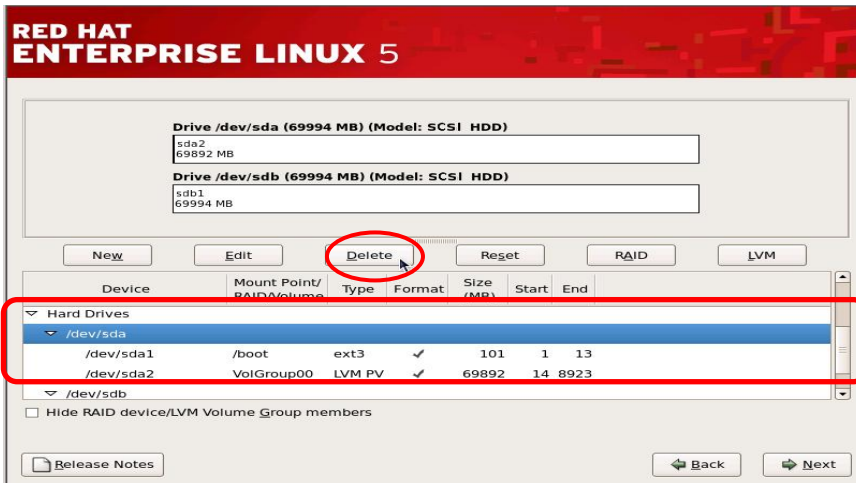 RED HAT
ENTERPRISE LINUX 5
Drive /dev/sda (69994 MB) (Model: SCSI HDD)
sda2
69892 MB
Drive /dev/sdb (69994 MB) (Model: SCSI HDD)
sdb1
69994 MB
New Edit Delete Reset RAID LVM
Device Mount Point/ RAID/Volume Type Format Size (MB) Start End
Hard Drives
/dev/sda
/dev/sda1 /boot ext3 ✓ 101 1 13
/dev/sda2 VolGroup00 LVM PV ✓ 69892 14 8923
/dev/sdb
Hide RAID device/LVM Volume Group members
Release Notes Back Next